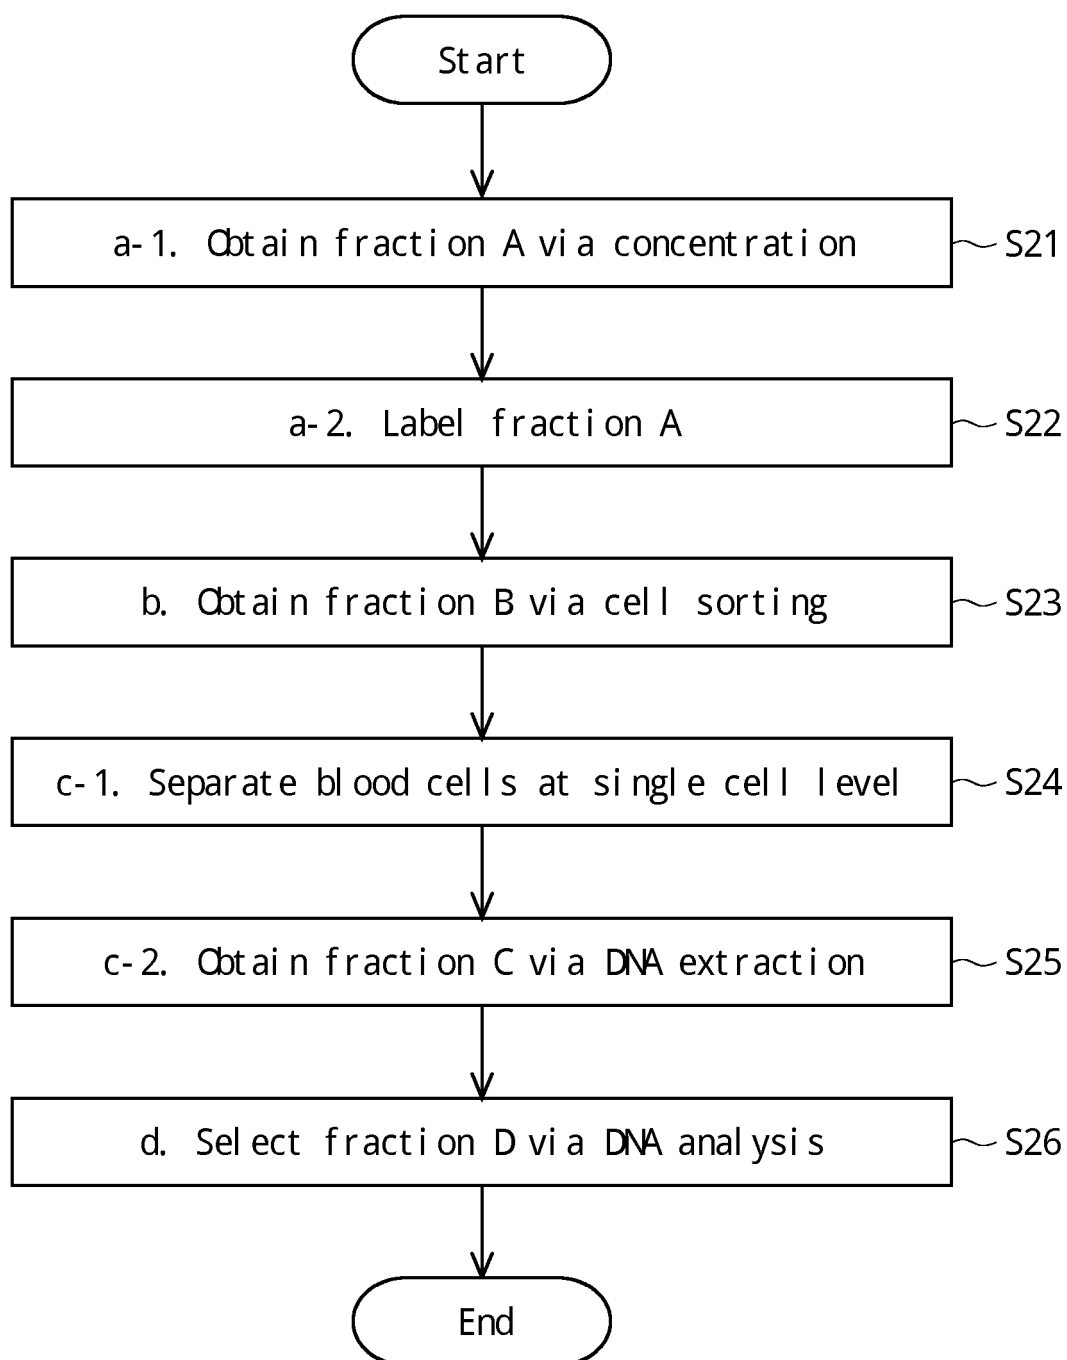 Start
a-1. Obtain fraction A via concentration
S21
a-2. Label fraction A
S22
b. Obtain fraction B via cell sorting
S23
c-1. Separate blood cells at single cell level
S24
c-2. Obtain fraction C via DNA extraction
S25
d. Select fraction D via DNA analysis
S26
End